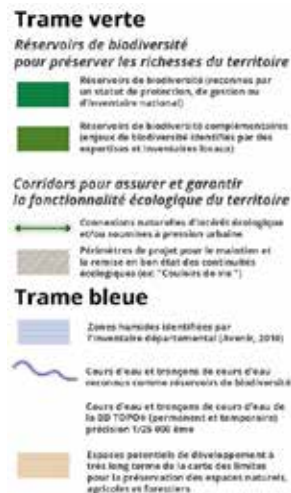 Trame verte
Réservoirs de biodiversité
pour préserver les richesses du territoire
Réservoirs de biodiversité (reconnus par
un statut de protection, de gestion ou
d'inventaire national)
Réservoirs de biodiversité complémentaires
(enjeux de biodiversité identifiés par des
expertises et inventaires locaux)
Corridors pour assurer et garantir
la fonctionnalité écologique du territoire
Connexions naturelles d'intérêt écologique
et/ou soumises à pression urbaine
Périmètres de projet pour le maintien et
la remise en bon état des continuités
écologiques (ex: "Couloirs de vie")
Trame bleue
Zones humides identifiées par
l'inventaire départemental (Avenir, 2010)
Cours d'eau et tronçons de cours d'eau
reconnus comme réservoirs de biodiversité
Cours d'eau et tronçons de cours d'eau de
la BD TOPO® (permanent et temporaire)
précision 1/25 000 ème
Espaces potentiels de développement à
très long terme de la carte des limites
pour la préservation des espaces naturels,
agricoles et forestiers